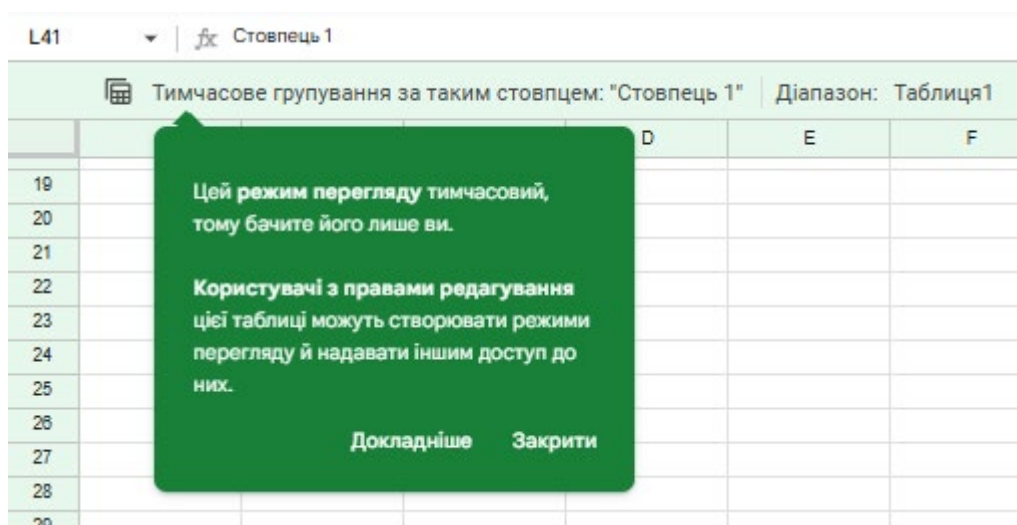 L41 fx Стовпець 1
Тимчасове групування за таким стовпцем: "Стовпець 1" Діапазон: Таблиця1
D E F
19
Цей режим перегляду тимчасовий,
20
тому бачите його лише ви.
21
22
Користувачі з правами редагування
23
цієї таблиці можуть створювати режими
24
перегляду й надавати іншим доступ до
25
них.
26
Докладніше Закрити
27
28
29